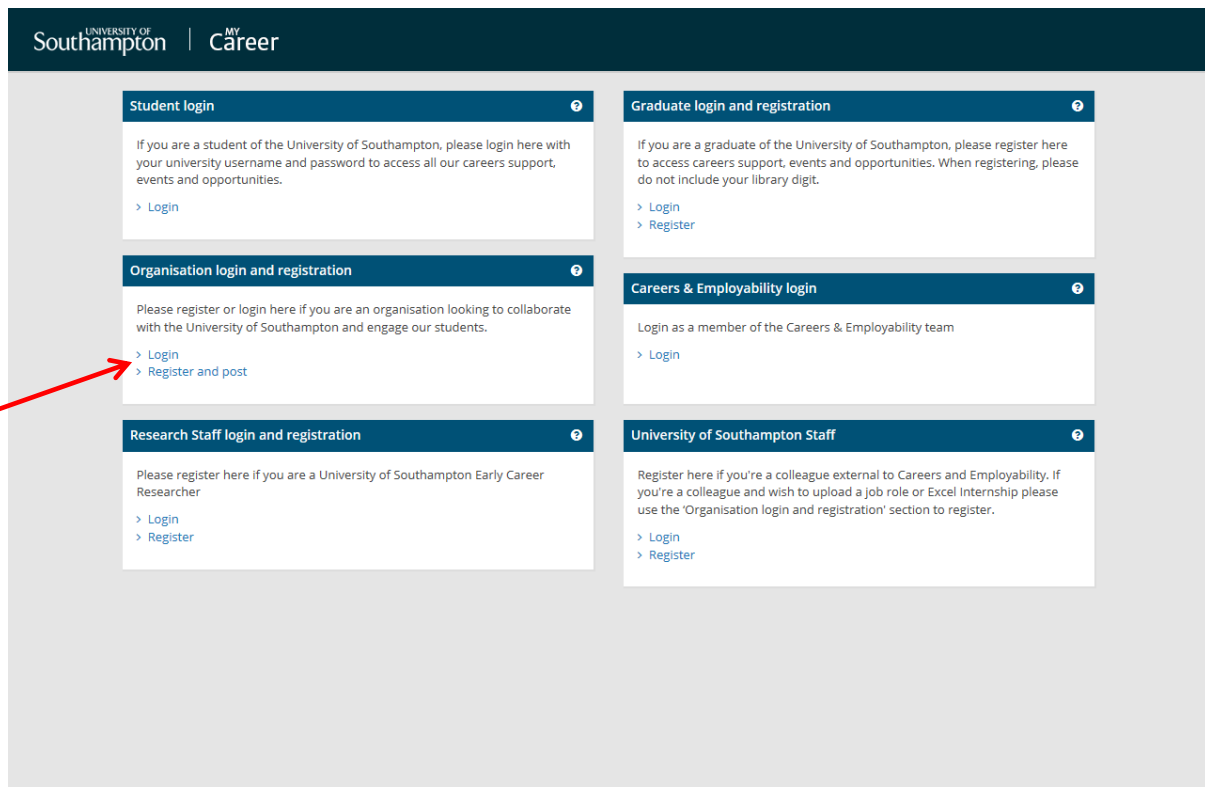 UNIVERSITY OF
Southampton
MY
Career
Student login
If you are a student of the University of Southampton, please login here with
your university username and password to access all our careers support,
events and opportunities.
> Login
Organisation login and registration
Please register or login here if you are an organisation looking to collaborate
with the University of Southampton and engage our students.
> Login
> Register and post
Research Staff login and registration
Please register here if you are a University of Southampton Early Career
Researcher
> Login
> Register
Graduate login and registration
If you are a graduate of the University of Southampton, please register here
to access careers support, events and opportunities. When registering, please
do not include your library digit.
> Login
> Register
Careers & Employability login
Login as a member of the Careers & Employability team
> Login
University of Southampton Staff
Register here if you're a colleague external to Careers and Employability. If
you're a colleague and wish to upload a job role or Excel Internship please
use the 'Organisation login and registration' section to register.
> Login
> Register